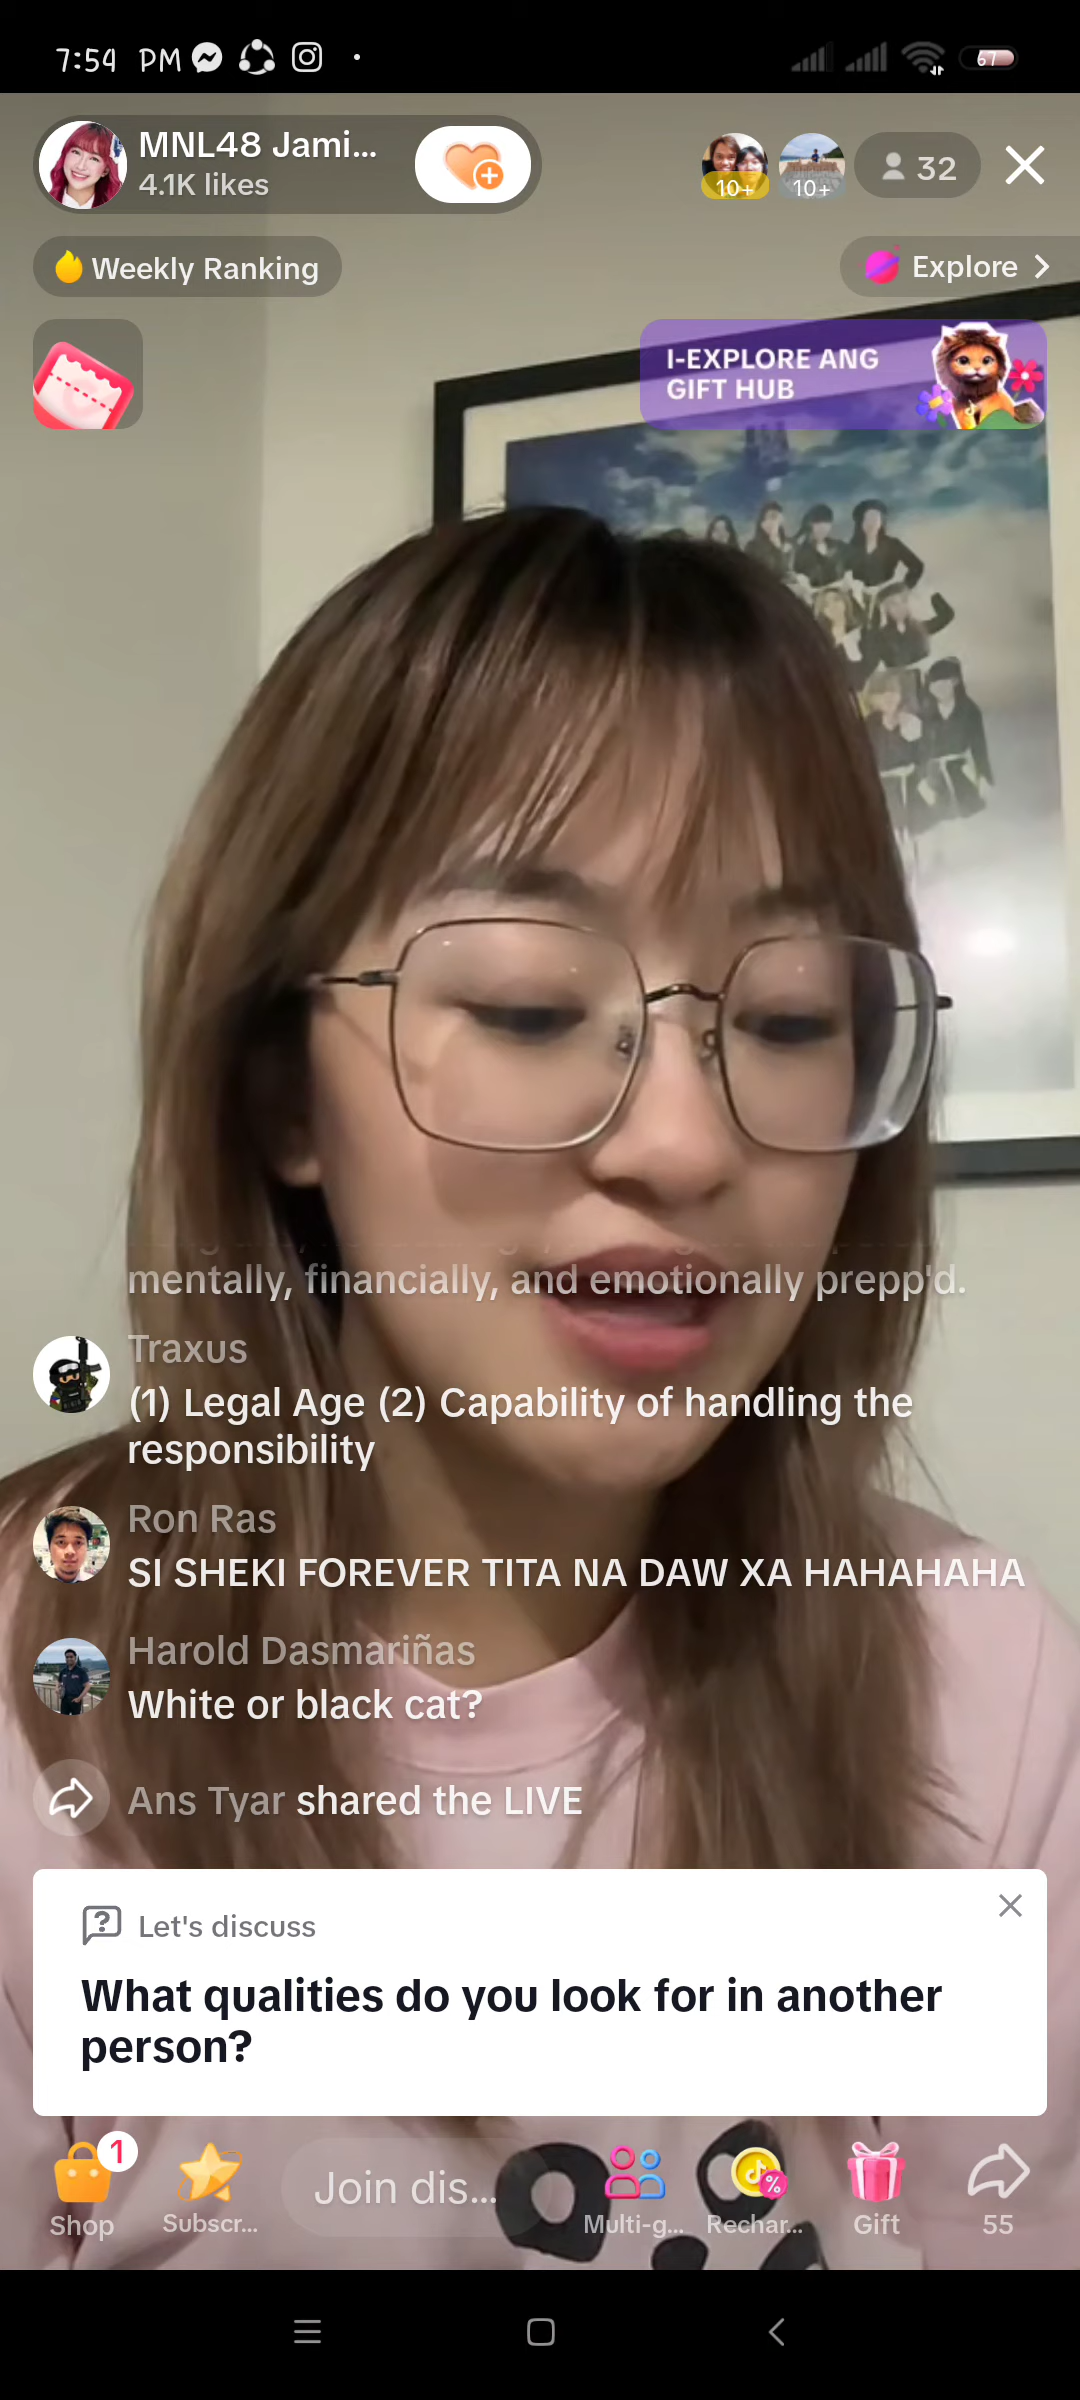 7:54 PM
67
MNL48 Jami...
4.1K likes
10+
10+
32
Weekly Ranking
Explore
I-EXPLORE ANG
GIFT HUB
mentally, financially, and emotionally prepp'd.
Traxus
(1) Legal Age (2) Capability of handling the
responsibility
Ron Ras
SI SHEKI FOREVER TITA NA DAW XA HAHAHAHA
Harold Dasmariñas
White or black cat?
Ans Tyar shared the LIVE
Let's discuss
What qualities do you look for in another
person?
1
Shop
Subscr...
Join dis...
Multi-g...
Rechar...
Gift
55